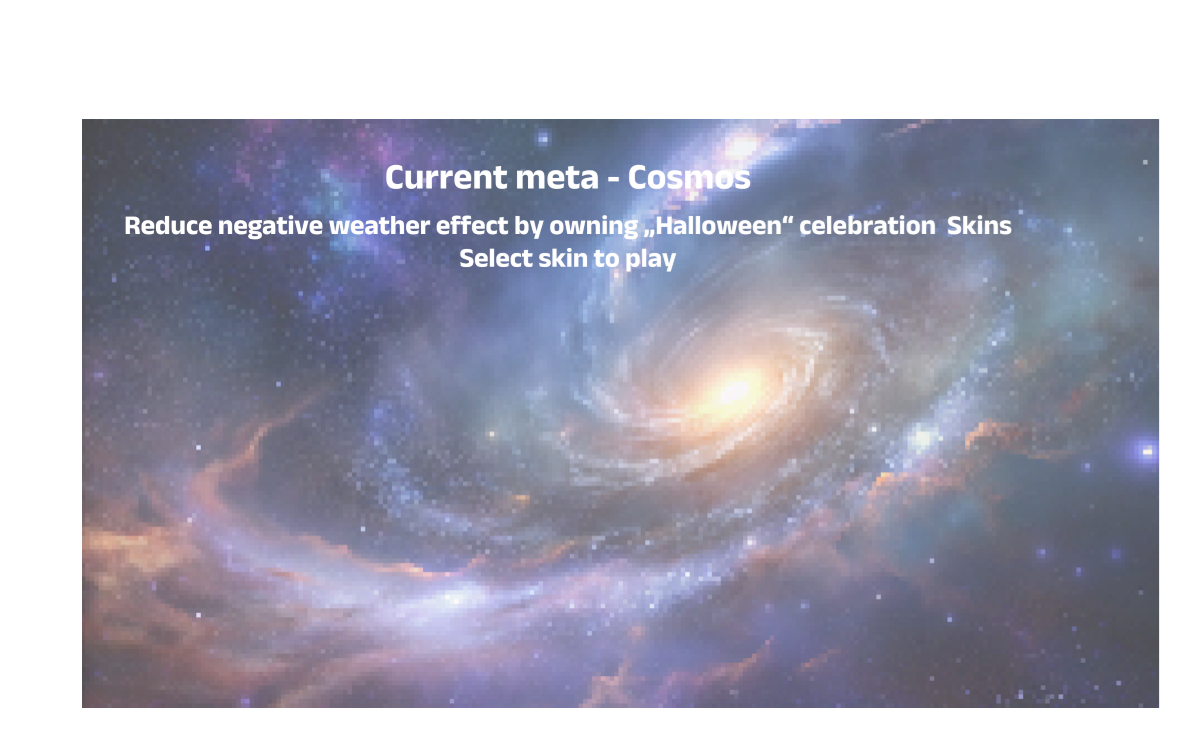 Current meta - Cosmos
Reduce negative weather effect by owning „Halloween“ celebration  Skins
Select skin to play